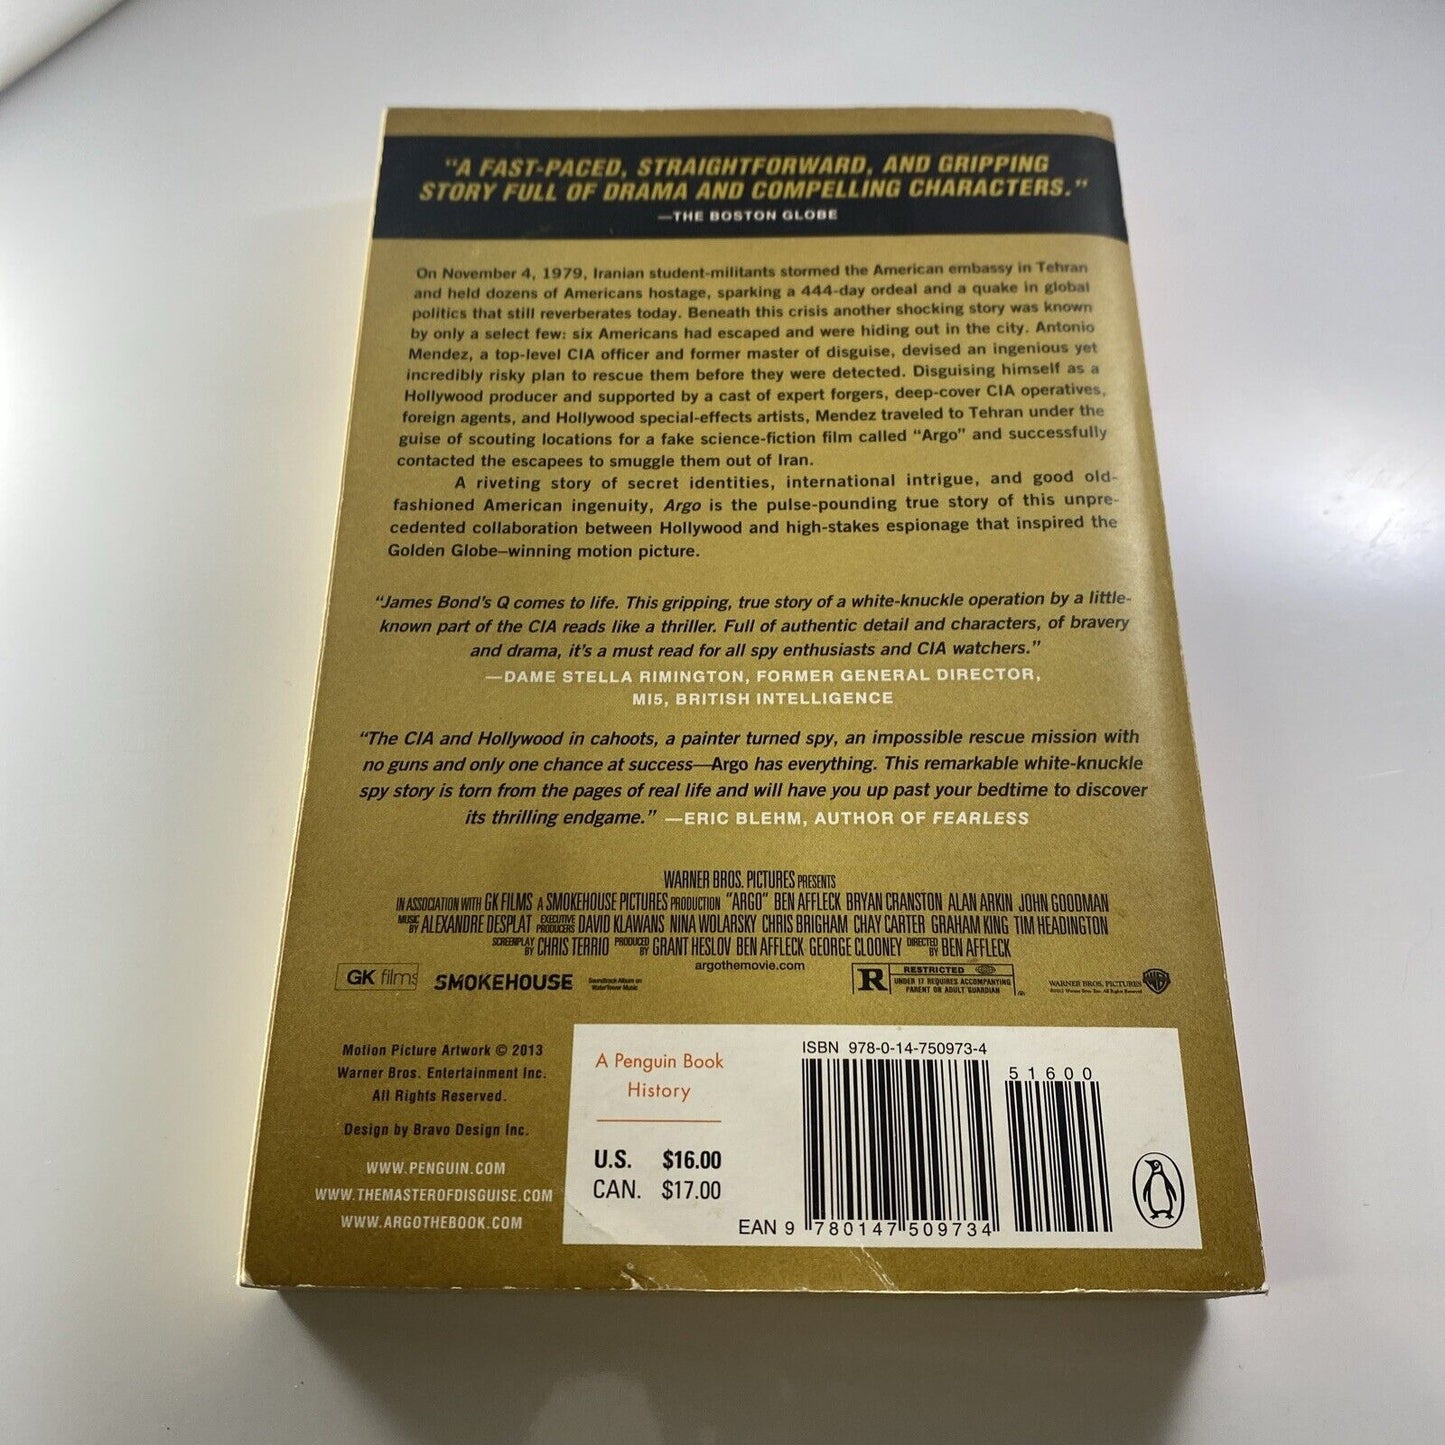 "A FAST-PACED, STRAIGHTFORWARD, AND GRIPPING
STORY FULL OF DRAMA AND COMPELLING CHARACTERS."
—THE BOSTON GLOBE
On November 4, 1979, Iranian student-militants stormed the American embassy in Tehran
and held dozens of Americans hostage, sparking a 444-day ordeal and a quake in global
politics that still reverberates today. Beneath this crisis another shocking story was known
by only a select few: six Americans had escaped and were hiding out in the city. Antonio
Mendez, a top-level CIA officer and former master of disguise, devised an ingenious yet
incredibly risky plan to rescue them before they were detected. Disguising himself as a
Hollywood producer and supported by a cast of expert forgers, deep-cover CIA operatives,
foreign agents, and Hollywood special-effects artists, Mendez traveled to Tehran under the
guise of scouting locations for a fake science-fiction film called "Argo" and successfully
contacted the escapees to smuggle them out of Iran.
A riveting story of secret identities, international intrigue, and good old-
fashioned American ingenuity, Argo is the pulse-pounding true story of this unpre-
cedented collaboration between Hollywood and high-stakes espionage that inspired the
Golden Globe–winning motion picture.
"James Bond's Q comes to life. This gripping, true story of a white-knuckle operation by a little-
known part of the CIA reads like a thriller. Full of authentic detail and characters, of bravery
and drama, it's a must read for all spy enthusiasts and CIA watchers."
—DAME STELLA RIMINGTON, FORMER GENERAL DIRECTOR,
MI5, BRITISH INTELLIGENCE
"The CIA and Hollywood in cahoots, a painter turned spy, an impossible rescue mission with
no guns and only one chance at success—Argo has everything. This remarkable white-knuckle
spy story is torn from the pages of real life and will have you up past your bedtime to discover
its thrilling endgame." —ERIC BLEHM, AUTHOR OF FEARLESS
WARNER BROS. PICTURES PRESENTS
IN ASSOCIATION WITH GK FILMS A SMOKEHOUSE PICTURES PRODUCTION "ARGO" BEN AFFLECK BRYAN CRANSTON ALAN ARKIN JOHN GOODMAN
MUSIC BY ALEXANDRE DESPLAT EXECUTIVE PRODUCERS DAVID KLAWANS NINA WOLARSKY CHRIS BRIGHAM CHAY CARTER GRAHAM KING TIM HEADINGTON
SCREENPLAY BY CHRIS TERRIO PRODUCED BY GRANT HESLOV BEN AFFLECK GEORGE CLOONEY DIRECTED BY BEN AFFLECK
argothemovie.com
GK films SMOKEHOUSE
Soundtrack Album on
WaterTower Music
R RESTRICTED
UNDER 17 REQUIRES ACCOMPANYING
PARENT OR ADULT GUARDIAN
WARNER BROS. PICTURES
Motion Picture Artwork © 2013
Warner Bros. Entertainment Inc.
All Rights Reserved.
Design by Bravo Design Inc.
WWW.PENGUIN.COM
WWW.THEMASTEROFDISGUISE.COM
WWW.ARGOTHEBOOK.COM
A Penguin Book
History
U.S. $16.00
CAN. $17.00
ISBN 978-0-14-750973-4
51600
EAN 9 780147 509734